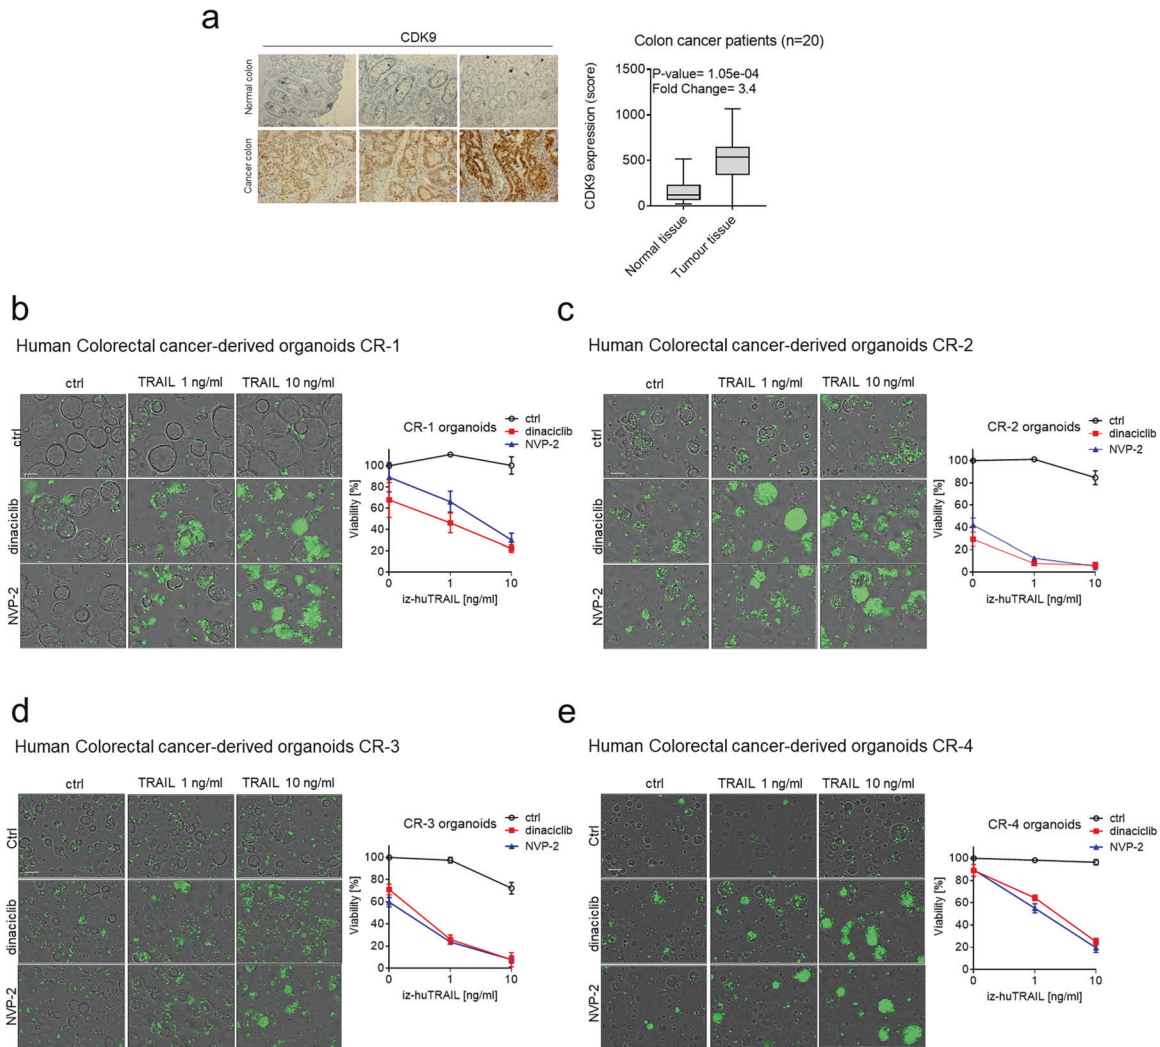 a
CDK9
Normal colon
Cancer colon
Colon cancer patients (n=20)
P-value= 1.05e-04
Fold Change= 3.4
CDK9 expression (score)
1500
1000
500
0
Normal tissue
Tumour tissue
b
Human Colorectal cancer-derived organoids CR-1
ctrl
TRAIL 1 ng/ml
TRAIL 10 ng/ml
ctrl
dinaciclib
NVP-2
CR-1 organoids
ctrl
dinaciclib
NVP-2
Viability [%]
100
80
60
40
20
0
0
1
10
iz-huTRAIL [ng/ml]
c
Human Colorectal cancer-derived organoids CR-2
ctrl
TRAIL 1 ng/ml
TRAIL 10 ng/ml
ctrl
dinaciclib
NVP-2
CR-2 organoids
ctrl
dinaciclib
NVP-2
Viability [%]
100
80
60
40
20
0
0
1
10
iz-huTRAIL [ng/ml]
d
Human Colorectal cancer-derived organoids CR-3
ctrl
TRAIL 1 ng/ml
TRAIL 10 ng/ml
Ctrl
dinaciclib
NVP-2
CR-3 organoids
ctrl
dinaciclib
NVP-2
Viability [%]
100
80
60
40
20
0
0
1
10
iz-huTRAIL [ng/ml]
e
Human Colorectal cancer-derived organoids CR-4
ctrl
TRAIL 1 ng/ml
TRAIL 10 ng/ml
Ctrl
dinaciclib
NVP-2
CR-4 organoids
ctrl
dinaciclib
NVP-2
Viability [%]
100
80
60
40
20
0
0
1
10
iz-huTRAIL [ng/ml]